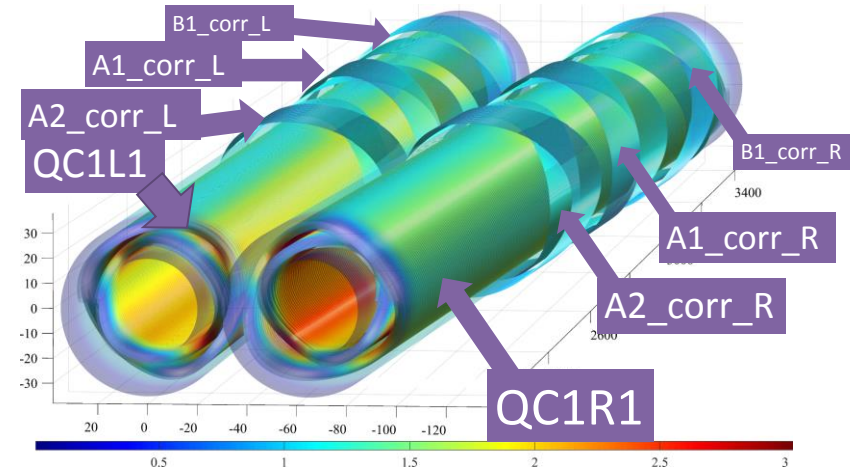 B1_corr_L
A1_corr_L
A2_corr_L
QC1L1
B1_corr_R
3400
A1_corr_R
A2_corr_R
2600
QC1R1
30
20
10
0
-10
-20
-30
20 0 -20 -40 -60 -80 -100 -120
0.5 1 1.5 2 2.5 3